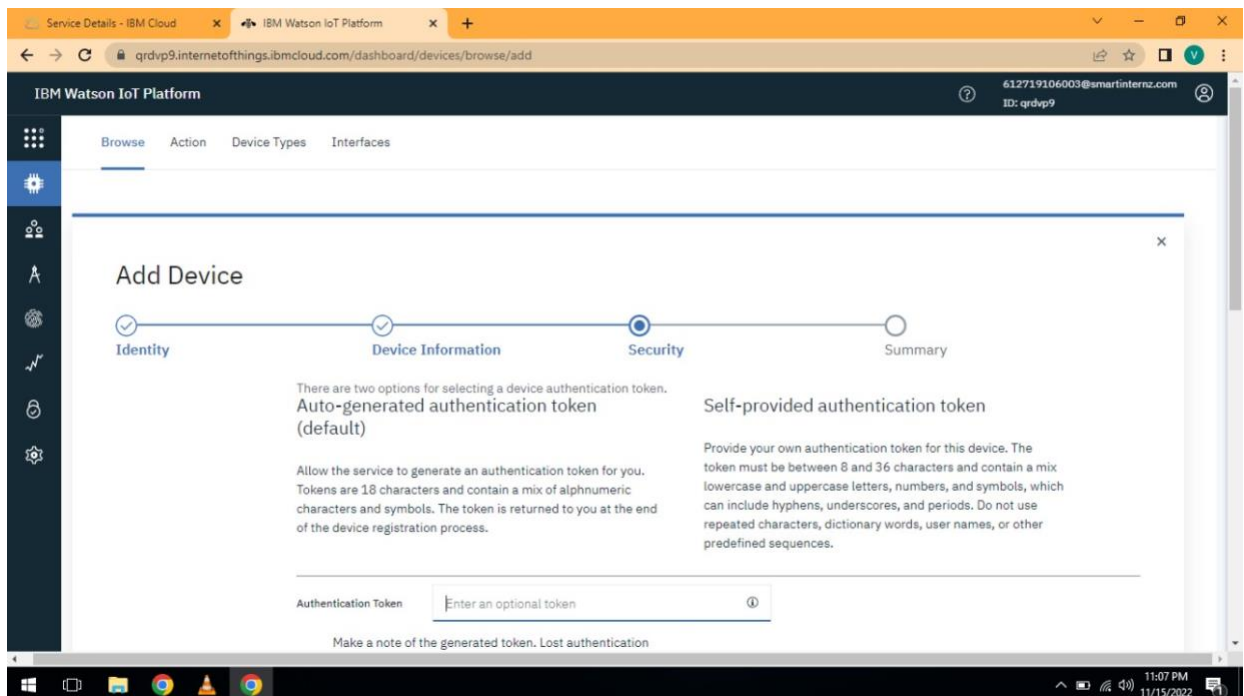 Service Details - IBM Cloud
IBM Watson IoT Platform
qrdvp9.internetofthings.ibmcloud.com/dashboard/devices/browse/add
V
IBM Watson IoT Platform
612719106003@smartinternz.com
ID: qrdvp9
Browse Action Device Types Interfaces
Add Device
Identity
Device Information
Security
Summary
There are two options for selecting a device authentication token.
Auto-generated authentication token
(default)
Allow the service to generate an authentication token for you.
Tokens are 18 characters and contain a mix of alphnumeric
characters and symbols. The token is returned to you at the end
of the device registration process.
Self-provided authentication token
Provide your own authentication token for this device. The
token must be between 8 and 36 characters and contain a mix
lowercase and uppercase letters, numbers, and symbols, which
can include hyphens, underscores, and periods. Do not use
repeated characters, dictionary words, user names, or other
predefined sequences.
Authentication Token
Enter an optional token
Make a note of the generated token. Lost authentication
11:07 PM
11/15/2022